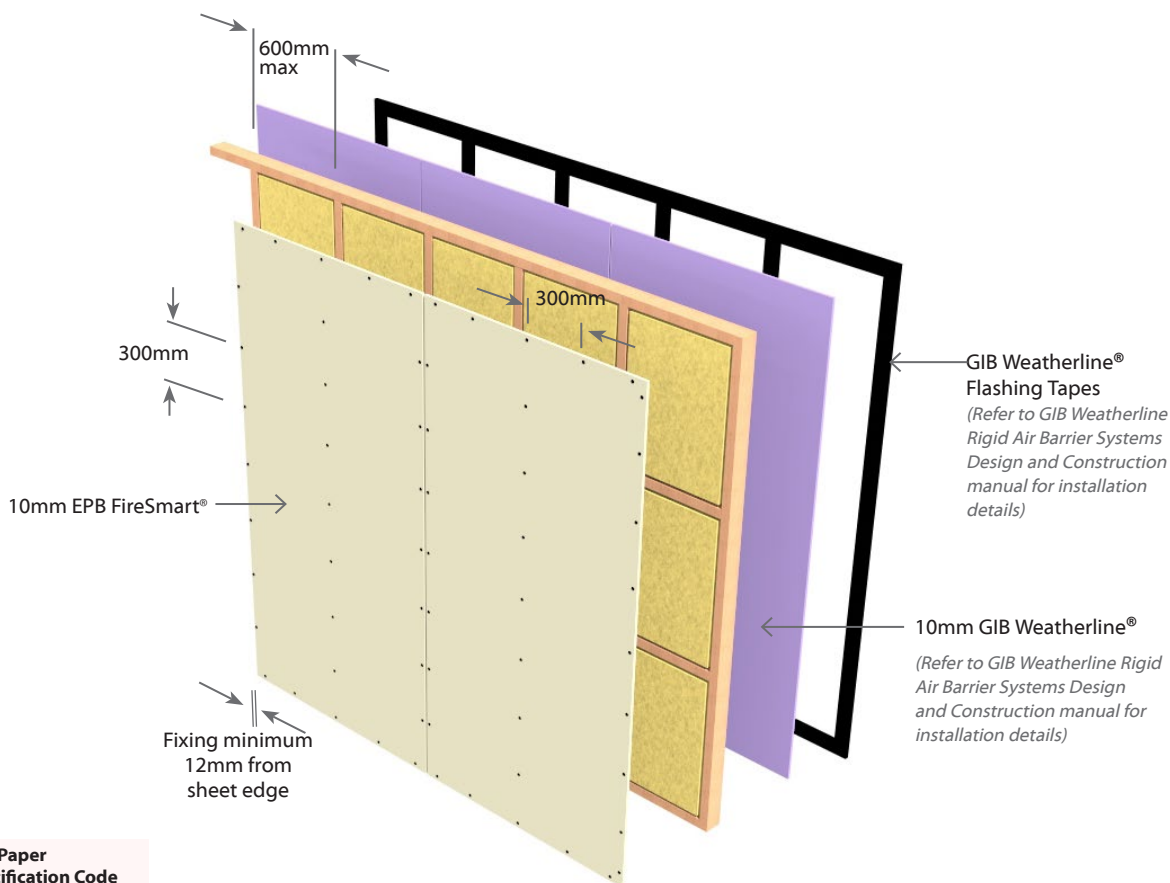 600mm
max
300mm
300mm
GIB Weatherline®
Flashing Tapes
(Refer to GIB Weatherline
Rigid Air Barrier Systems
Design and Construction
manual for installation
details)
10mm EPB FireSmart®
10mm GIB Weatherline®
(Refer to GIB Weatherline Rigid
Air Barrier Systems Design
and Construction manual for
installation details)
Fixing minimum
12mm from
sheet edge
Paper
Code